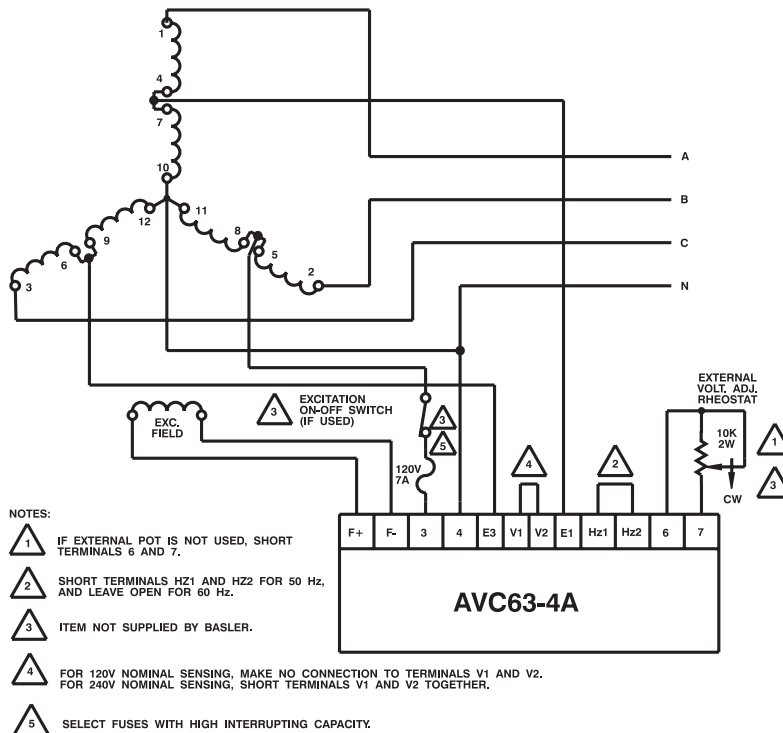 1
4
7
10
A
12
11
B
9
8
6
5
C
3
2
N
EXTERNAL
VOLT. ADJ.
RHEOSTAT
3
EXCITATION
ON-OFF SWITCH
(IF USED)
3
5
EXC.
FIELD
120V
7A
4
2
10K
2W
1
3
CW
F+ F- 3 4 E3 V1 V2 E1 Hz1 Hz2 6 7
AVC63-4A
NOTES:
1 IF EXTERNAL POT IS NOT USED, SHORT
TERMINALS 6 AND 7.
2 SHORT TERMINALS HZ1 AND HZ2 FOR 50 Hz,
AND LEAVE OPEN FOR 60 Hz.
3 ITEM NOT SUPPLIED BY BASLER.
4 FOR 120V NOMINAL SENSING, MAKE NO CONNECTION TO TERMINALS V1 AND V2.
FOR 240V NOMINAL SENSING, SHORT TERMINALS V1 AND V2 TOGETHER.
5 SELECT FUSES WITH HIGH INTERRUPTING CAPACITY.